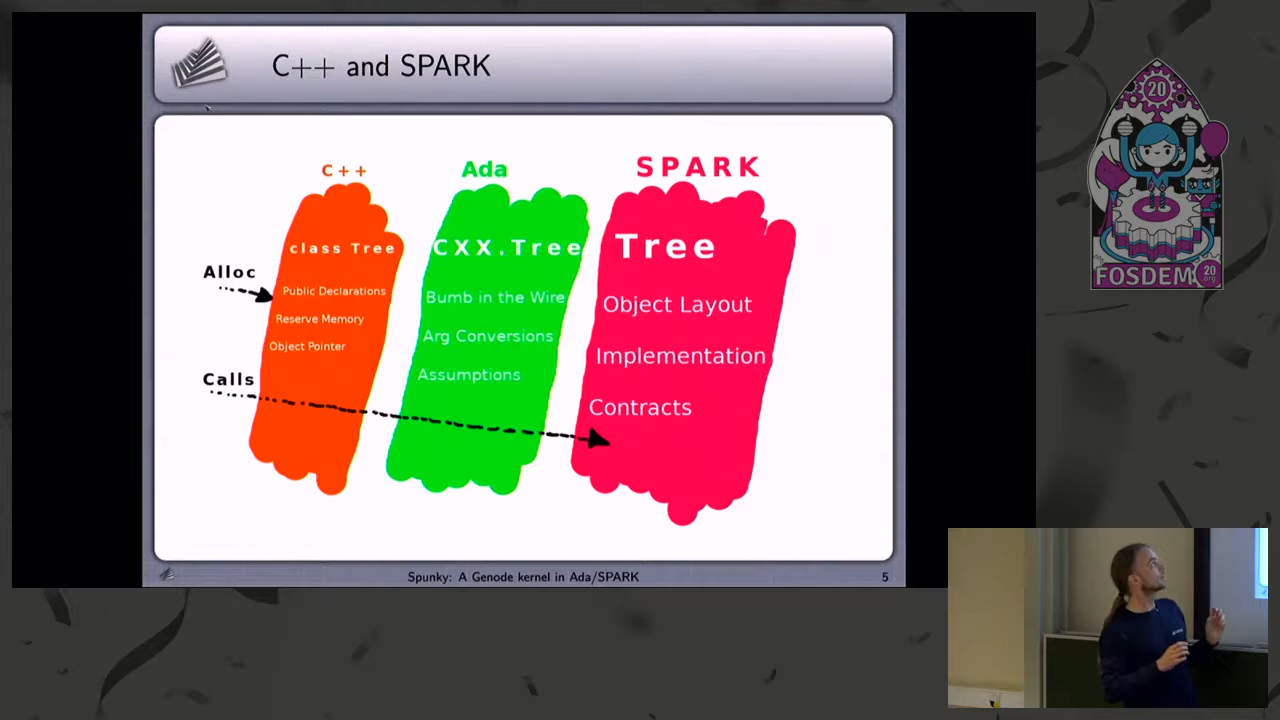 C++ and SPARK
C++
Ada
SPARK
class Tree
CXX.Tree
Tree
Alloc
Public Declarations
Bumb in the Wire
Object Layout
Reserve Memory
Arg Conversions
Implementation
Object Pointer
Assumptions
Contracts
Calls
Spunky: A Genode kernel in Ada/SPARK
5
20
FOSDEM
20
.org